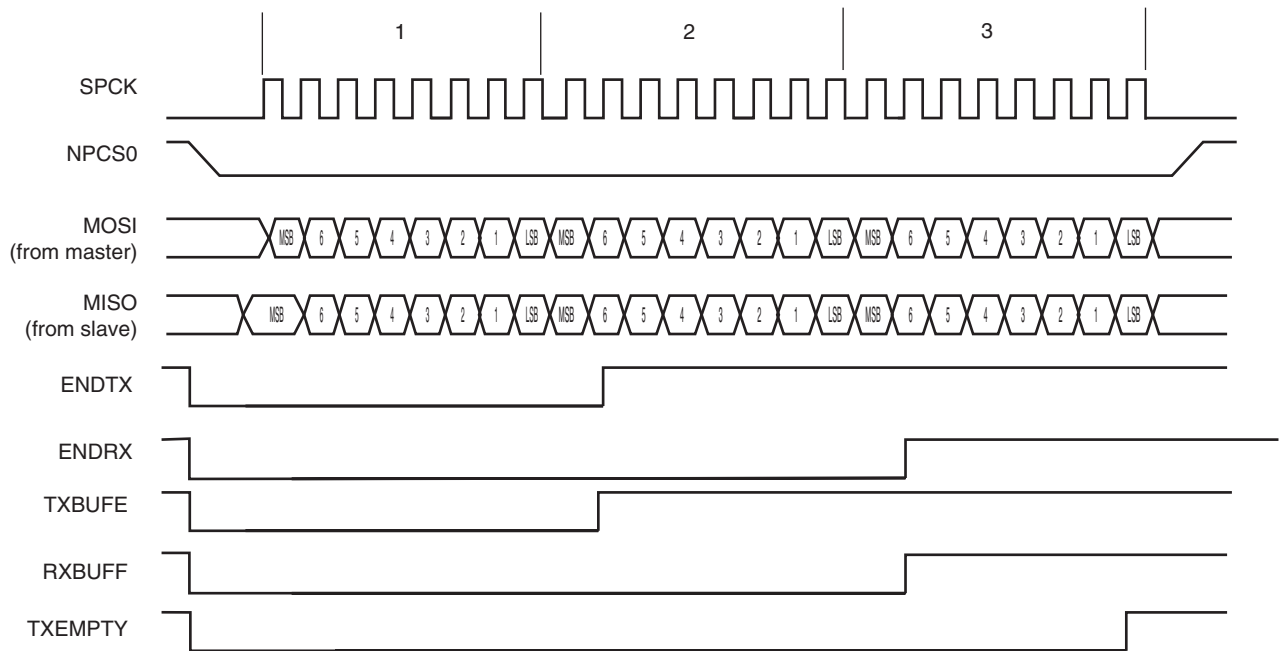 1 2 3
SPCK
NPCS0
MOSI
(from master)
MSB 6 5 4 3 2 1 LSB MSB 6 5 4 3 2 1 LSB MSB 6 5 4 3 2 1 LSB
MISO
(from slave)
MSB 6 5 4 3 2 1 LSB MSB 6 5 4 3 2 1 LSB MSB 6 5 4 3 2 1 LSB
ENDTX
ENDRX
TXBUFE
RXBUFF
TXEMPTY